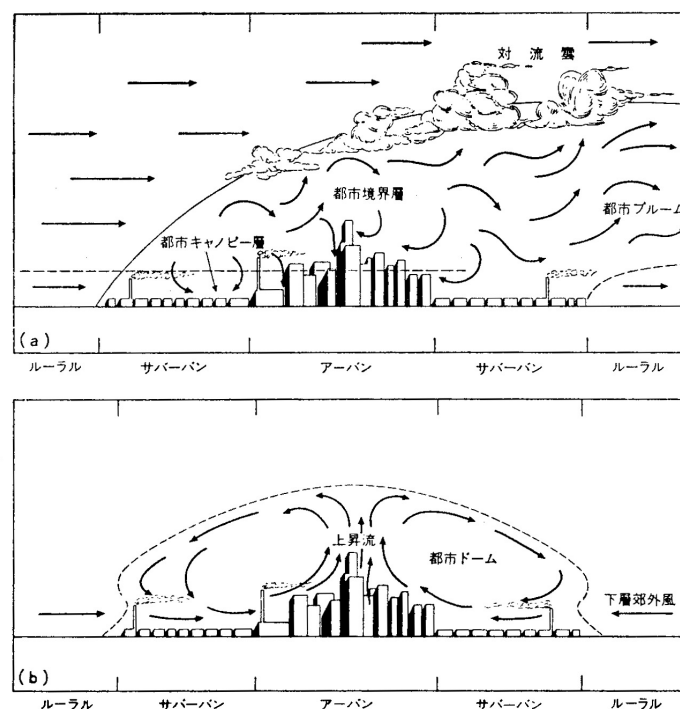 対流雲
都市境界層
都市プルーム
都市キャノピー層
(a)
ルーラル サバーバン アーバン サバーバン ルーラル
上昇流
都市ドーム
下層郊外風
(b)
ルーラル サバーバン アーバン サバーバン ルーラル